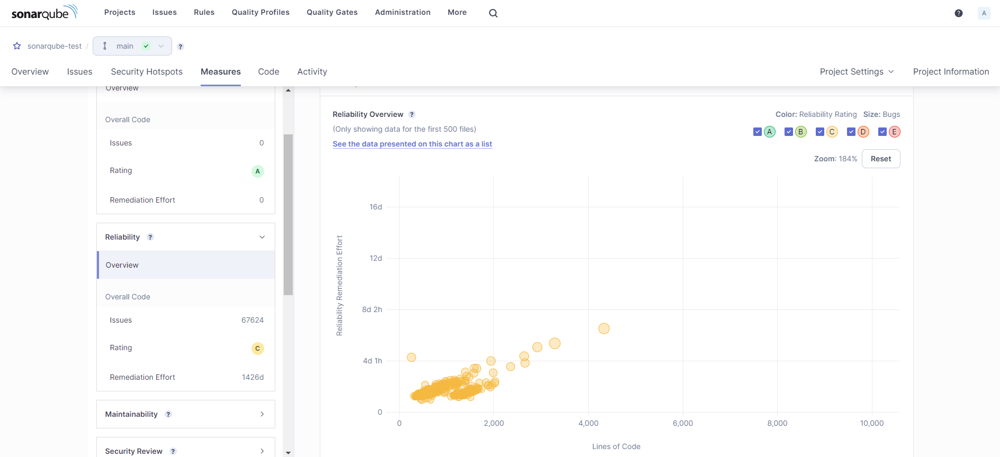 sonarqube Projects Issues Rules Quality Profiles Quality Gates Administration More ? A
sonarqube-test / main ?
Overview Issues Security Hotspots Measures Code Activity Project Settings Project Information
Overview
Overall Code
Issues 0
Rating A
Remediation Effort 0
Reliability ?
Overview
Overall Code
Issues 67624
Rating C
Remediation Effort 1426d
Maintainability ?
Security Review ?
Reliability Overview ?
Color: Reliability Rating Size: Bugs
(Only showing data for the first 500 files)
A B C D E
See the data presented on this chart as a list
Zoom: 184% Reset
Reliability Remediation Effort
16d
12d
8d 2h
4d 1h
0
0 2,000 4,000 6,000 8,000 10,000
Lines of Code